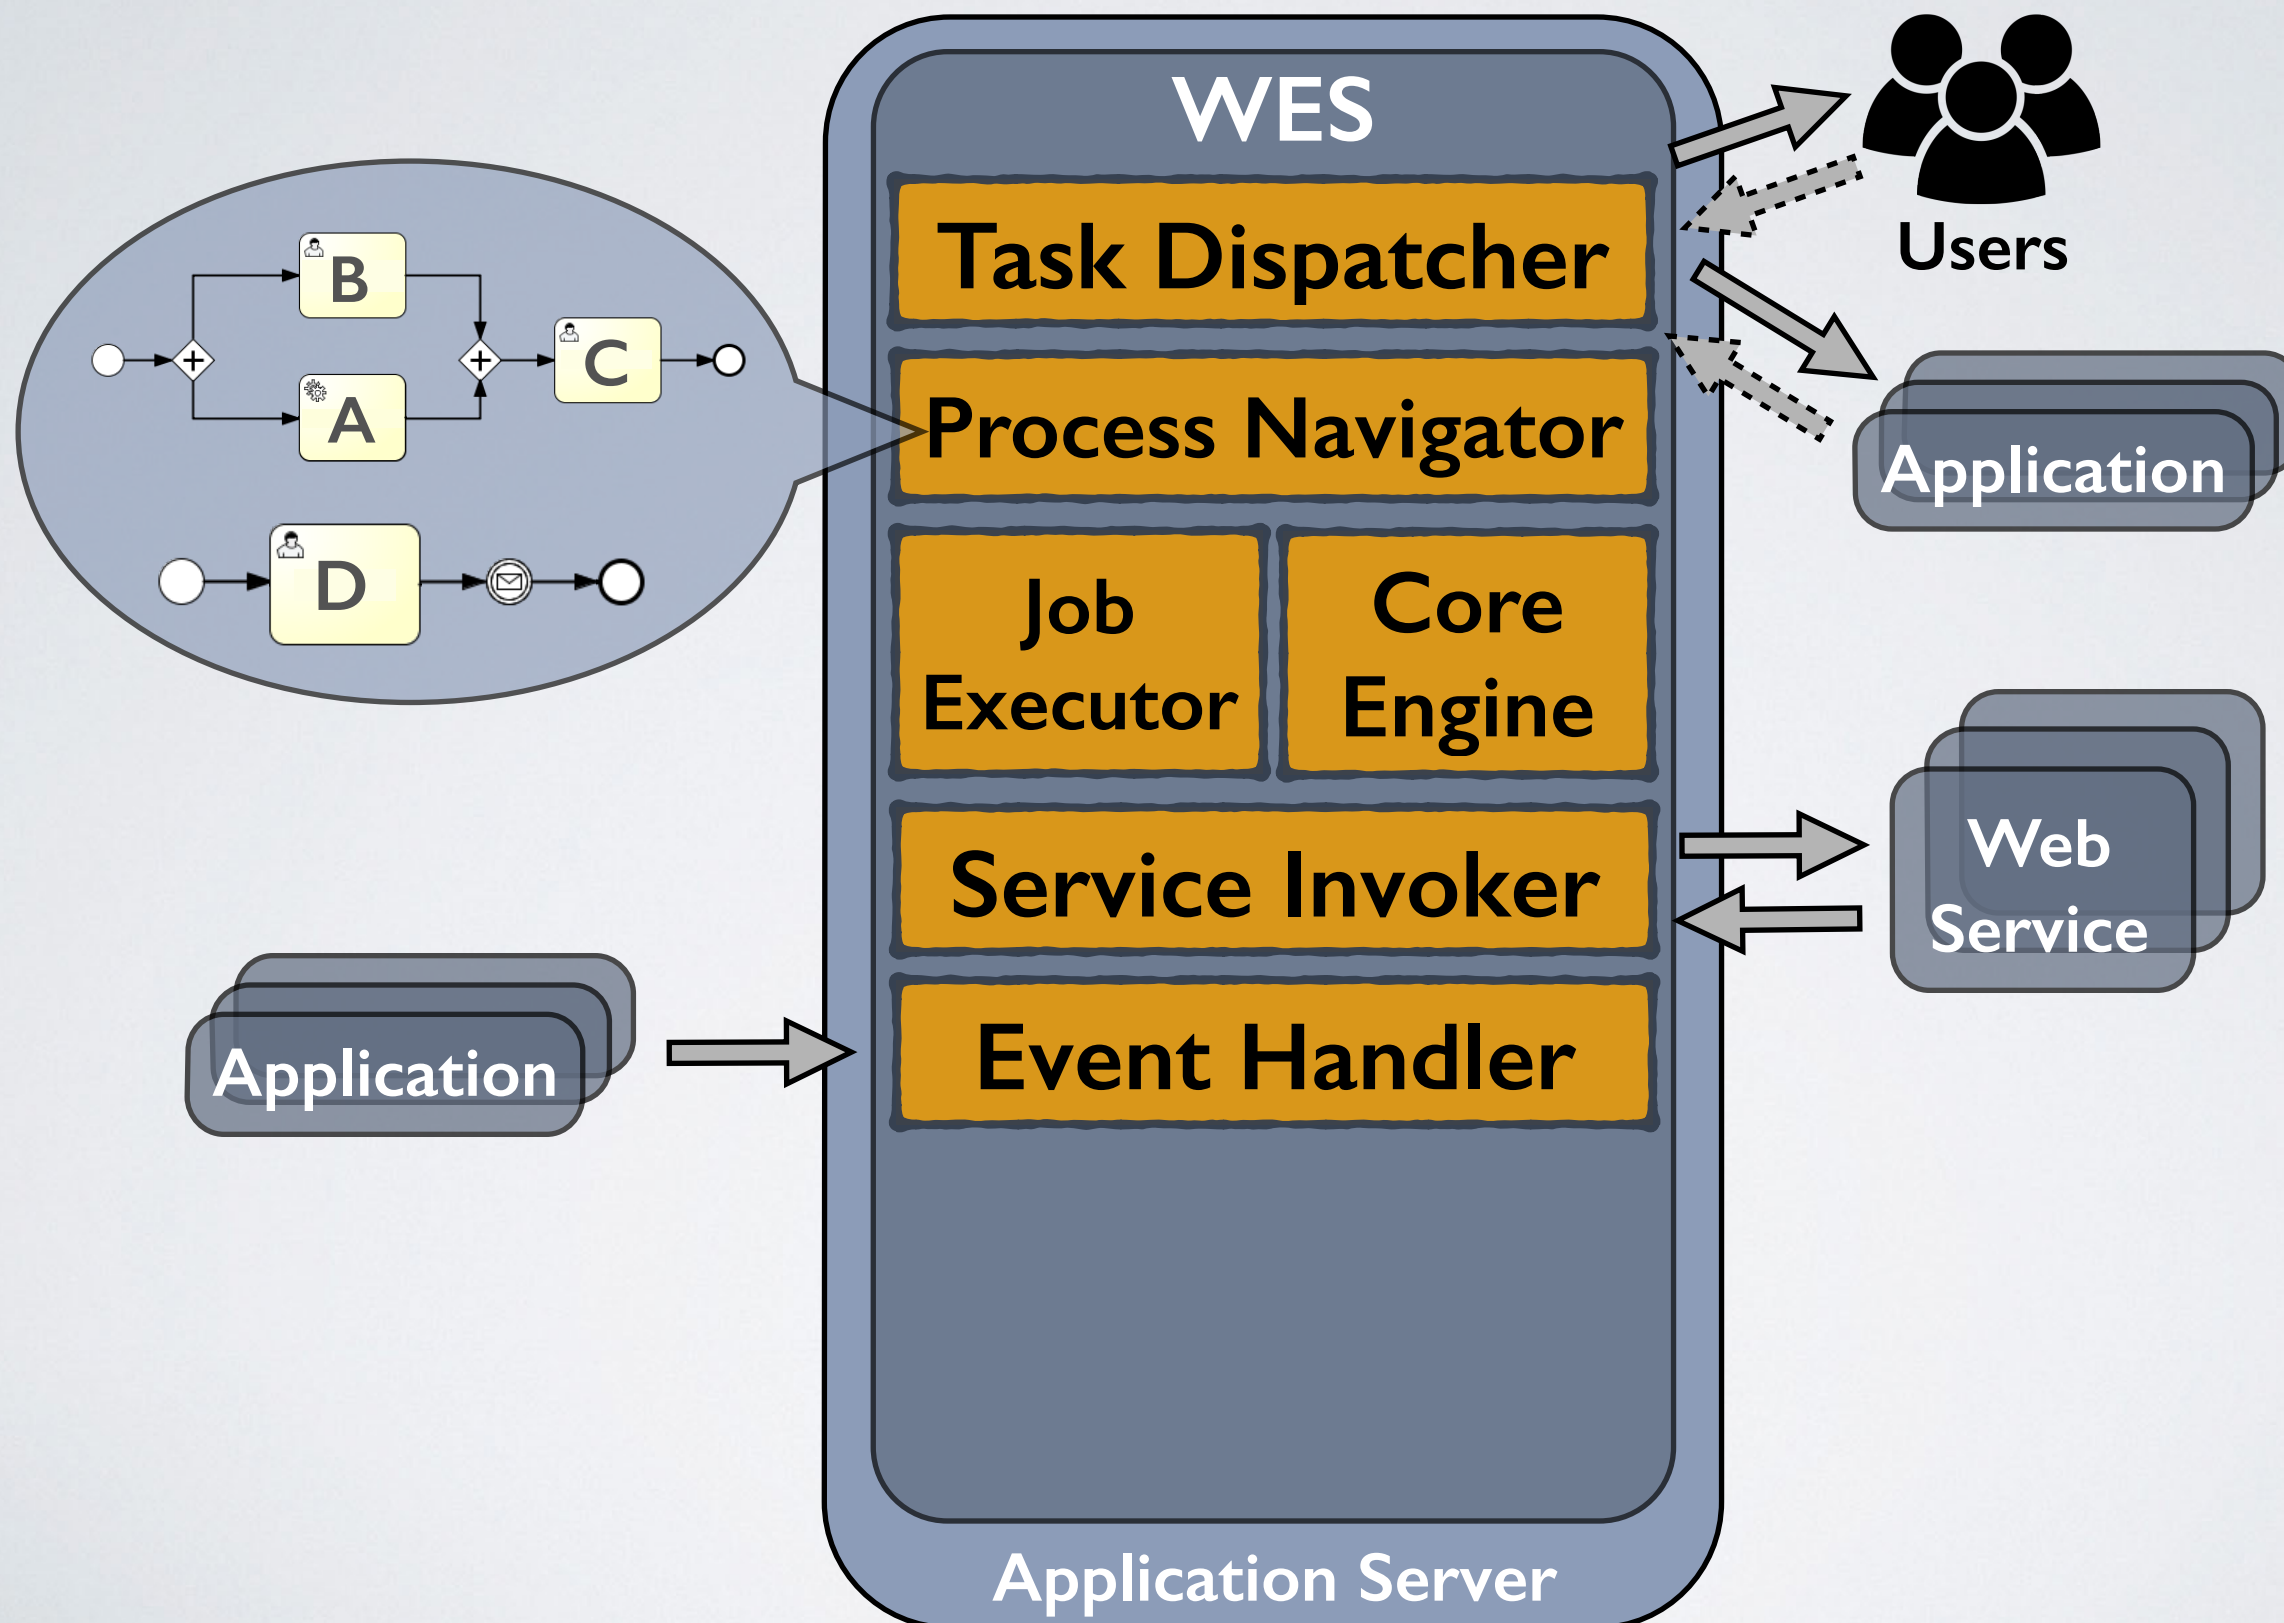 WES
Task Dispatcher
Users
B
C
A
Process Navigator
Application
D
Job
Executor
Core
Engine
Service Invoker
Web
Service
Application
Event Handler
Application Server